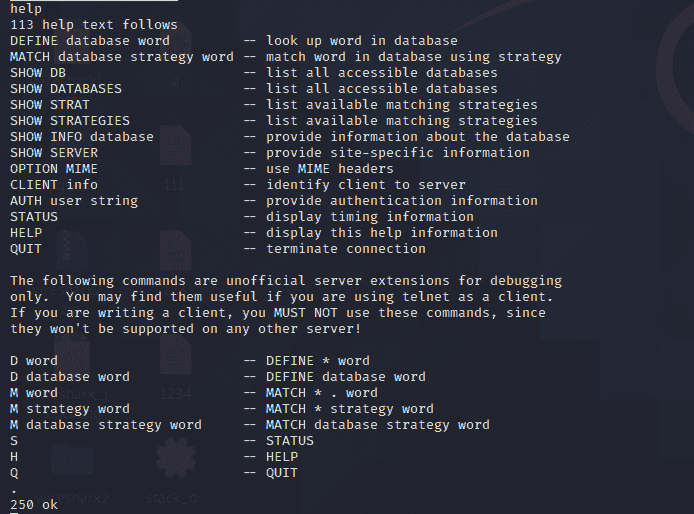 help
113 help text follows
DEFINE database word -- look up word in database
MATCH database strategy word -- match word in database using strategy
SHOW DB -- list all accessible databases
SHOW DATABASES -- list all accessible databases
SHOW STRAT -- list available matching strategies
SHOW STRATEGIES -- list available matching strategies
SHOW INFO database -- provide information about the database
SHOW SERVER -- provide site-specific information
OPTION MIME -- use MIME headers
CLIENT info -- identify client to server
AUTH user string -- provide authentication information
STATUS -- display timing information
HELP -- display this help information
QUIT -- terminate connection
The following commands are unofficial server extensions for debugging
only.  You may find them useful if you are using telnet as a client.
If you are writing a client, you MUST NOT use these commands, since
they won't be supported on any other server!
D word -- DEFINE * word
D database word -- DEFINE database word
M word -- MATCH * . word
M strategy word -- MATCH * strategy word
M database strategy word -- MATCH database strategy word
S -- STATUS
H -- HELP
Q -- QUIT
.
250 ok
111
1234
stack_or